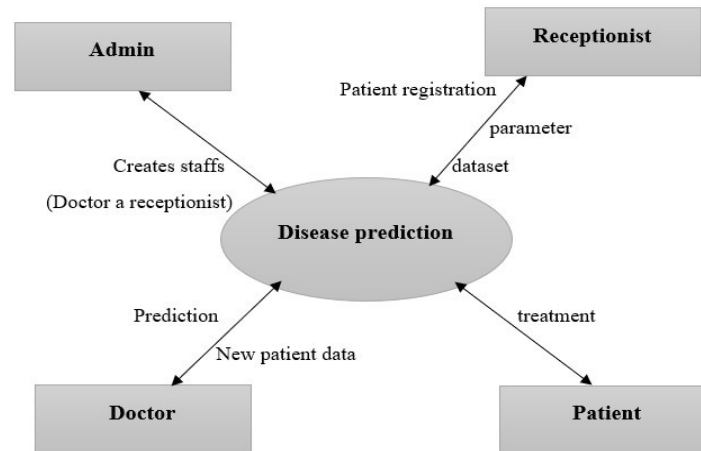 Admin
Receptionist
Patient registration
parameter
Creates staffs
dataset
(Doctor a receptionist)
Disease prediction
Prediction
treatment
New patient data
Doctor
Patient